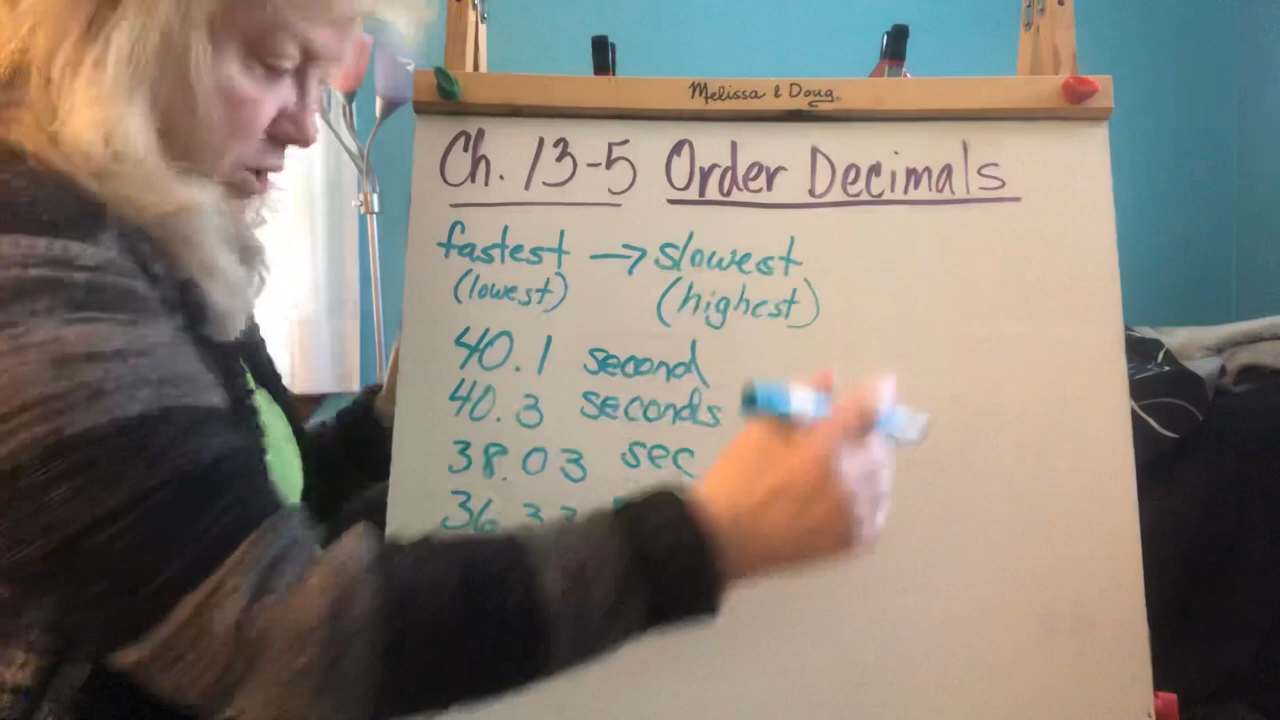 Melissa & Doug
Ch. 13-5 Order Decimals
fastest → slowest
(lowest) (highest)
40.1 second
40.3 seconds
38.03 sec
36.33